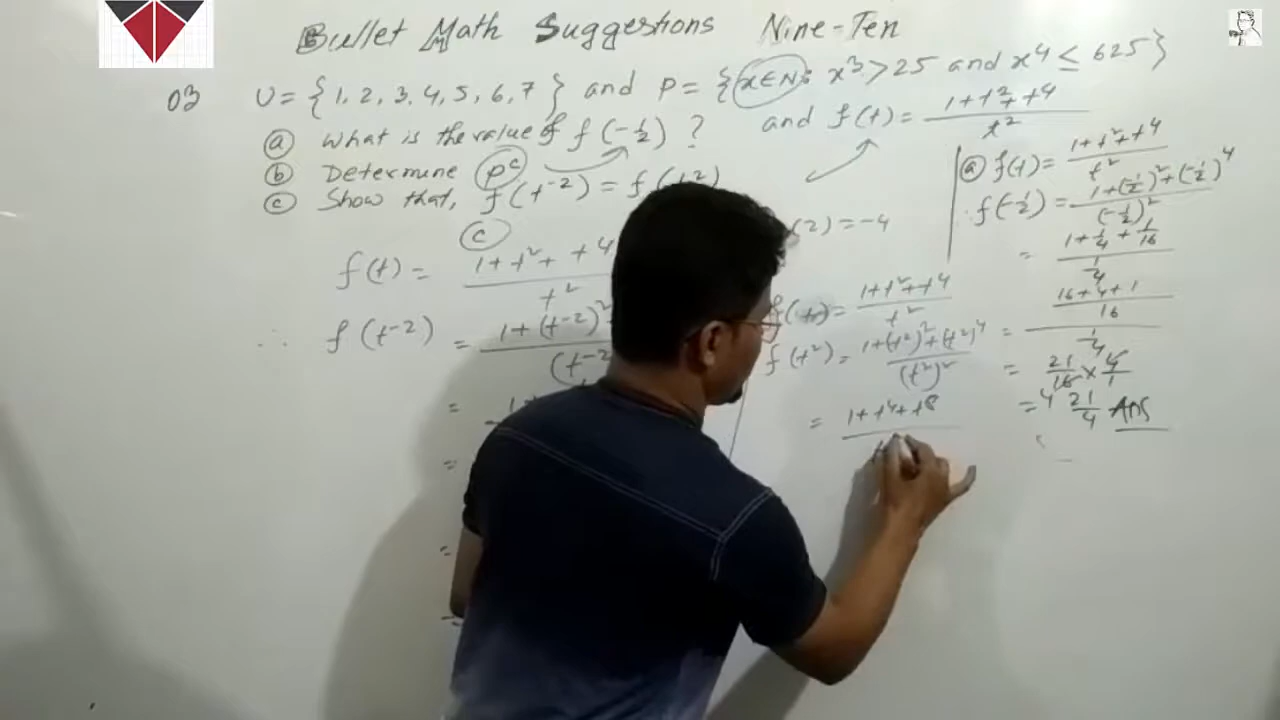 Bullet Math Suggestions Nine-Ten
03 U = {1, 2, 3, 4, 5, 6, 7} and P = {x∈N: x³ > 25 and x⁴ ≤ 625}
and f(t) = (1+t²+t⁴)/t²
(a) What is the value of f(-1/2) ?
(b) Determine Pᶜ
(c) Show that, f(t⁻²) = f(t²)
(c)
f(t) = (1+t²+t⁴)/t²
∴ f(t⁻²) = 1+(t⁻²)²
(t⁻²
=
=
=
(2) = -4
f(t) = (1+t²+t⁴)/t²
f(t²) = (1+(t²)²+(t²)⁴)/(t²)²
= 1+t⁴+t⁸
(a) f(t) = (1+t²+t⁴)/t²
∴ f(-1/2) = (1+(-1/2)²+(-1/2)⁴)/(-1/2)²
= (1+1/4+1/16)/(1/4)
= ((16+4+1)/16)/(1/4)
= 21/16 × 4/1
4
= 21/4 Ans